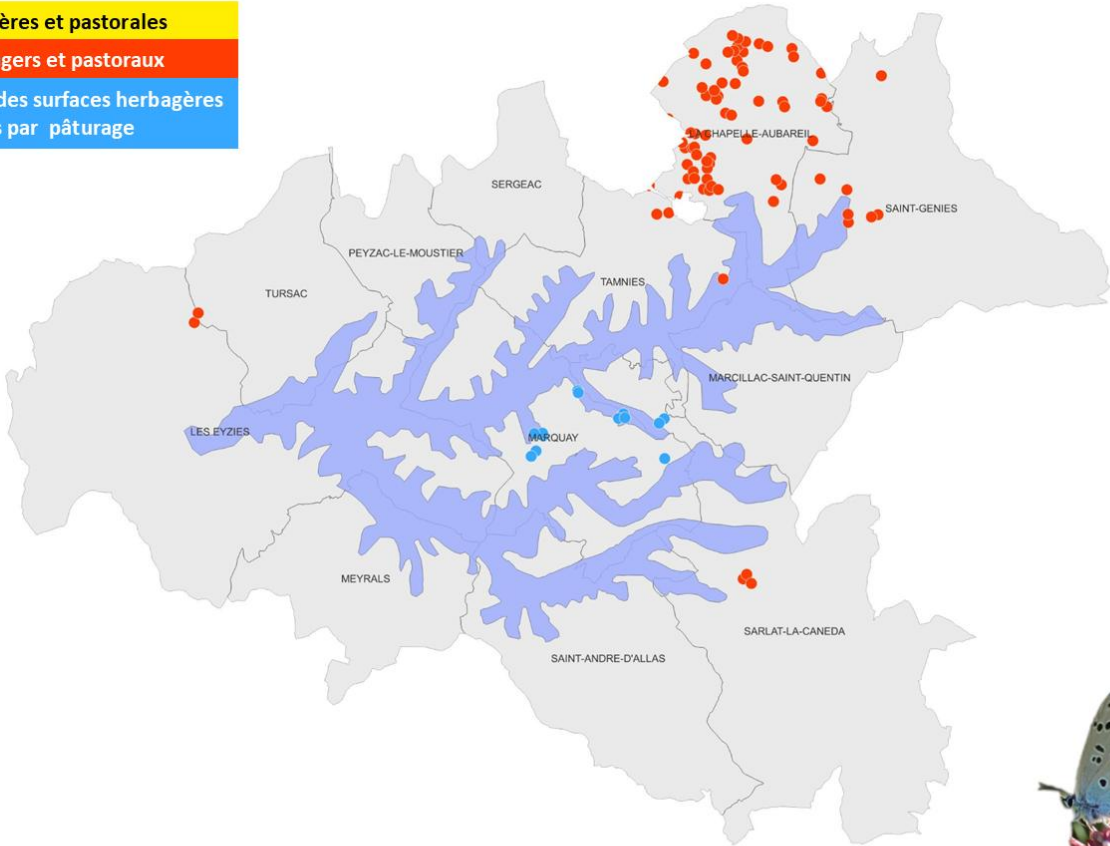 ères et pastorales
gers et pastoraux
des surfaces herbagères
s par pâturage
LA CHAPELLE-AUBAREIL
SERGEAC
SAINT-GENIES
PEYZAC-LE-MOUSTIER
TAMNIES
TURSAC
MARCILLAC-SAINT-QUENTIN
LES EYZIES
MARQUAY
MEYRALS
SARLAT-LA-CANEDA
SAINT-ANDRE-D'ALLAS